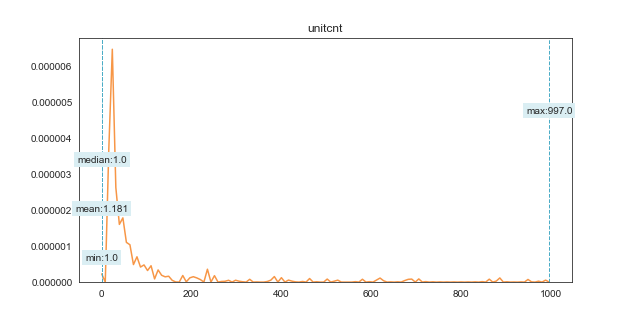 unitcnt
0.000006
0.000005
max:997.0
0.000004
median:1.0
0.000003
mean:1.181
0.000002
0.000001
min:1.0
0.000000
0 200 400 600 800 1000